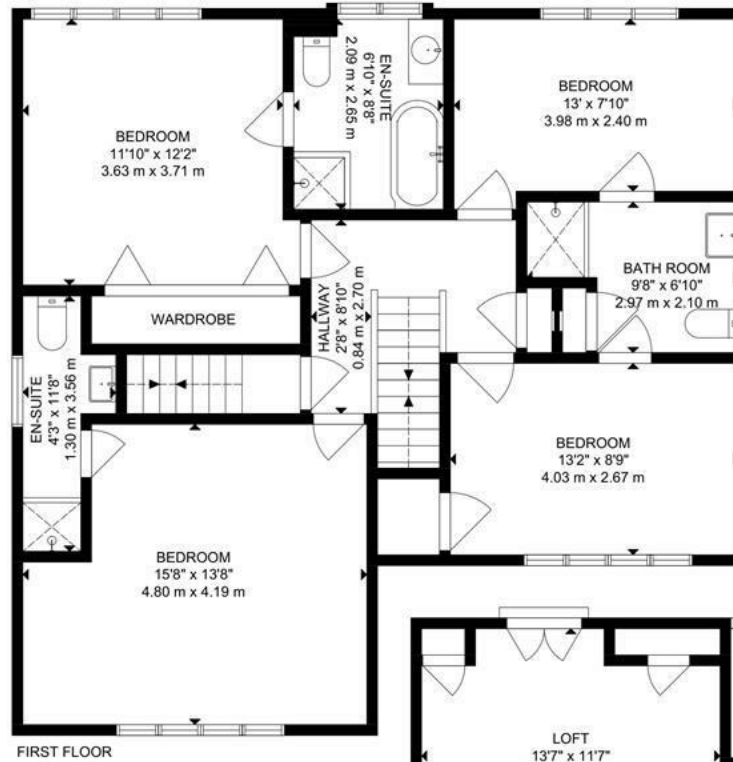 BEDROOM
11'10" x 12'2"
3.63 m x 3.71 m
EN-SUITE
6'10" x 8'8"
2.09 m x 2.65 m
BEDROOM
13' x 7'10"
3.98 m x 2.40 m
BATH ROOM
9'8" x 6'10"
2.97 m x 2.10 m
WARDROBE
HALLWAY
2'8" x 8'10"
0.84 m x 2.70 m
EN-SUITE
4'3" x 11'8"
1.30 m x 3.56 m
BEDROOM
13'2" x 8'9"
4.03 m x 2.67 m
BEDROOM
15'8" x 13'8"
4.80 m x 4.19 m
FIRST FLOOR
LOFT
13'7" x 11'7"